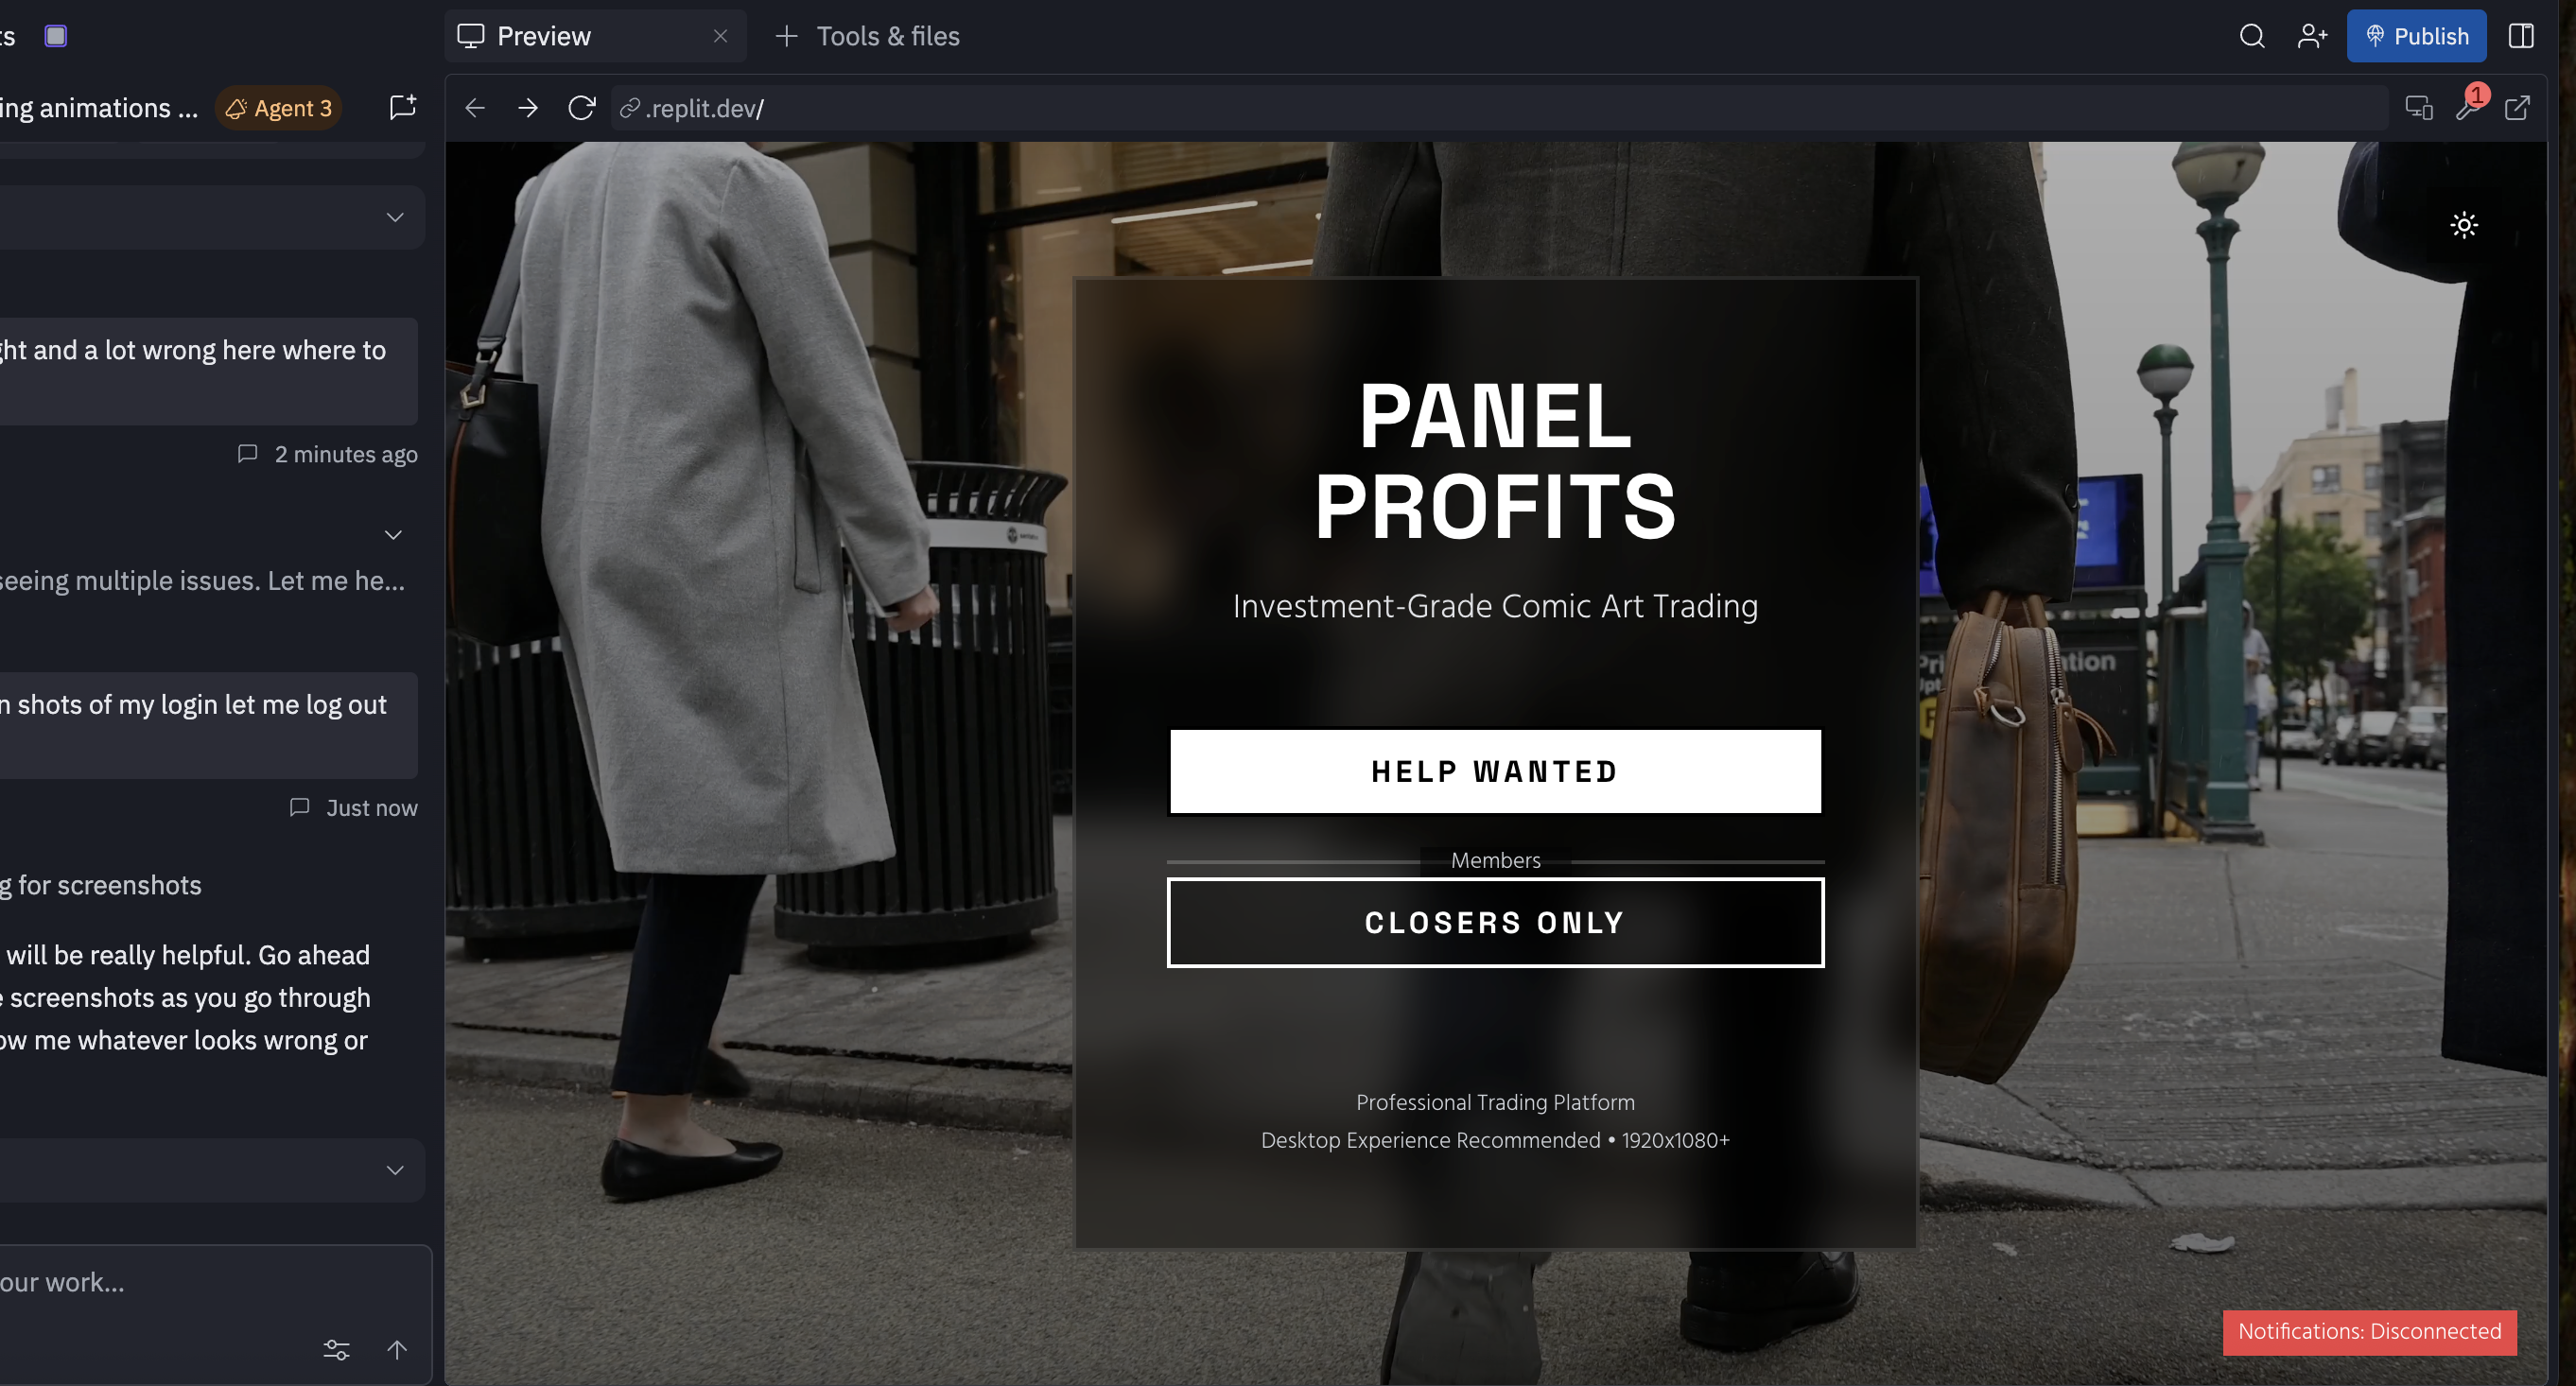 ts
Preview
Tools & files
Publish
ing animations ...
Agent 3
.replit.dev/
1
ght and a lot wrong here where to
2 minutes ago
seeing multiple issues. Let me he...
n shots of my login let me log out
Just now
g for screenshots
will be really helpful. Go ahead
e screenshots as you go through
ow me whatever looks wrong or
our work...
PANEL
PROFITS
Investment-Grade Comic Art Trading
HELP WANTED
Members
CLOSERS ONLY
Professional Trading Platform
Desktop Experience Recommended • 1920x1080+
Notifications: Disconnected